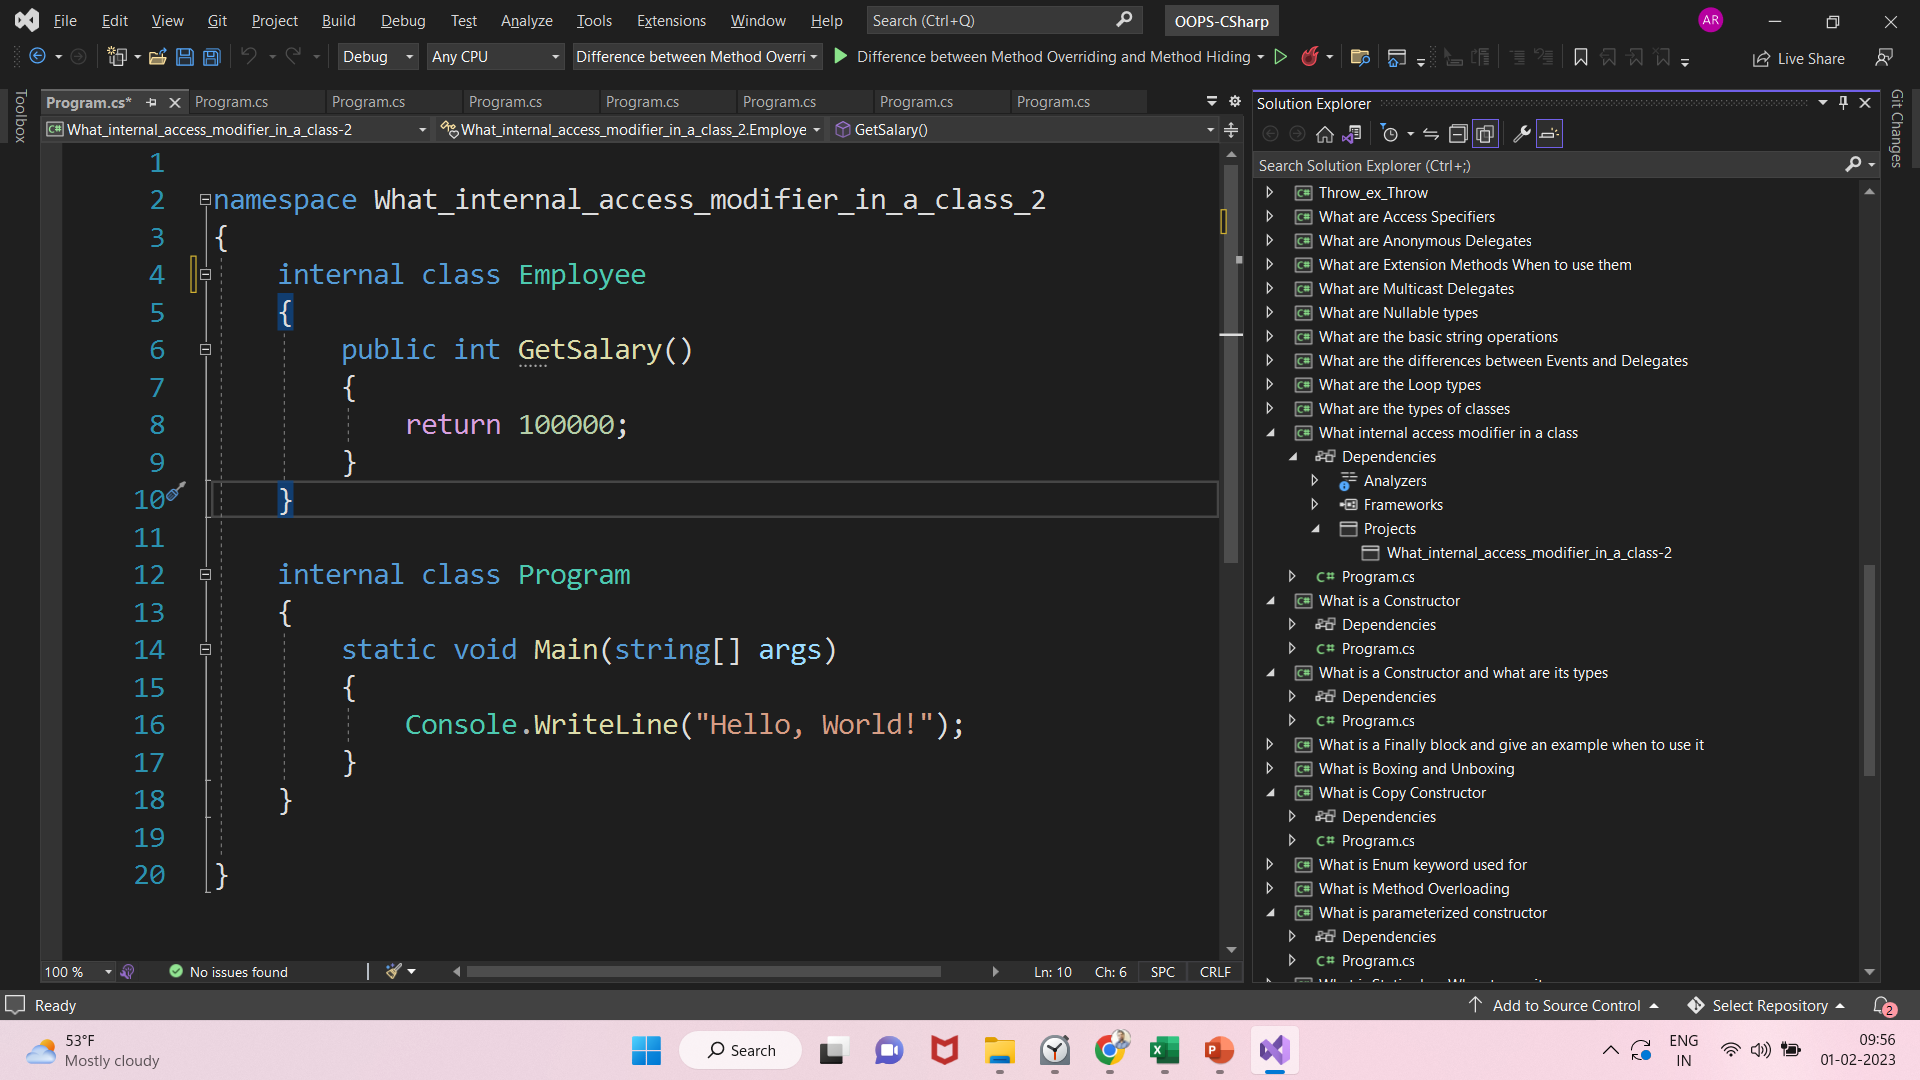 File Edit View Git Project Build Debug Test Analyze Tools Extensions Window Help Search (Ctrl+Q) OOPS-CSharp AR
Debug Any CPU Difference between Method Overri Difference between Method Overriding and Method Hiding Live Share
Toolbox
Program.cs* Program.cs Program.cs Program.cs Program.cs Program.cs Program.cs Program.cs
What_internal_access_modifier_in_a_class-2 What_internal_access_modifier_in_a_class_2.Employe GetSalary()
1
2 namespace What_internal_access_modifier_in_a_class_2
3 {
4 internal class Employee
5 {
6 public int GetSalary()
7 {
8 return 100000;
9 }
10 }
11
12 internal class Program
13 {
14 static void Main(string[] args)
15 {
16 Console.WriteLine("Hello, World!");
17 }
18 }
19
20 }
100 % No issues found Ln: 10 Ch: 6 SPC CRLF
Solution Explorer
Search Solution Explorer (Ctrl+;)
C# Throw_ex_Throw
C# What are Access Specifiers
C# What are Anonymous Delegates
C# What are Extension Methods When to use them
C# What are Multicast Delegates
C# What are Nullable types
C# What are the basic string operations
C# What are the differences between Events and Delegates
C# What are the Loop types
C# What are the types of classes
C# What internal access modifier in a class
Dependencies
Analyzers
Frameworks
Projects
What_internal_access_modifier_in_a_class-2
C# Program.cs
C# What is a Constructor
Dependencies
C# Program.cs
C# What is a Constructor and what are its types
Dependencies
C# Program.cs
C# What is a Finally block and give an example when to use it
C# What is Boxing and Unboxing
C# What is Copy Constructor
Dependencies
C# Program.cs
C# What is Enum keyword used for
C# What is Method Overloading
C# What is parameterized constructor
Dependencies
C# Program.cs
Git Changes
Ready Add to Source Control Select Repository 2
53°F
Mostly cloudy
Search
ENG
IN
09:56
01-02-2023